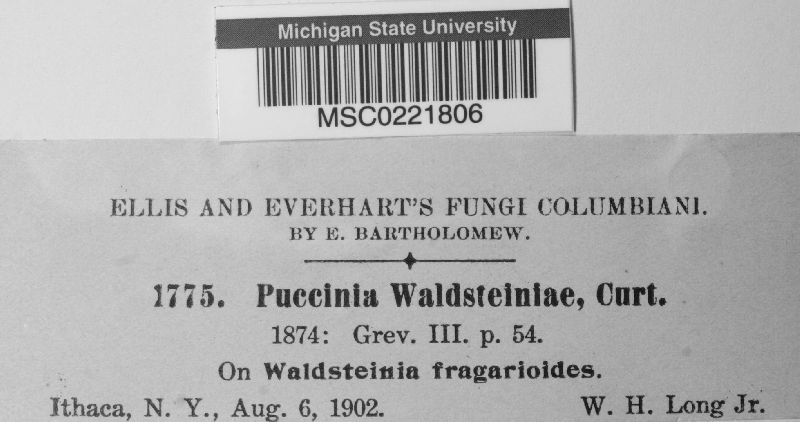 Michigan State University
MSC0221806
ELLIS AND EVERHART'S FUNGI COLUMBIANI.
BY E. BARTHOLOMEW.
1775. Puccinia Waldsteiniae, Curt.
1874: Grev. III. p. 54.
On Waldsteinia fragarioides.
Ithaca, N. Y., Aug. 6, 1902. W. H. Long Jr.